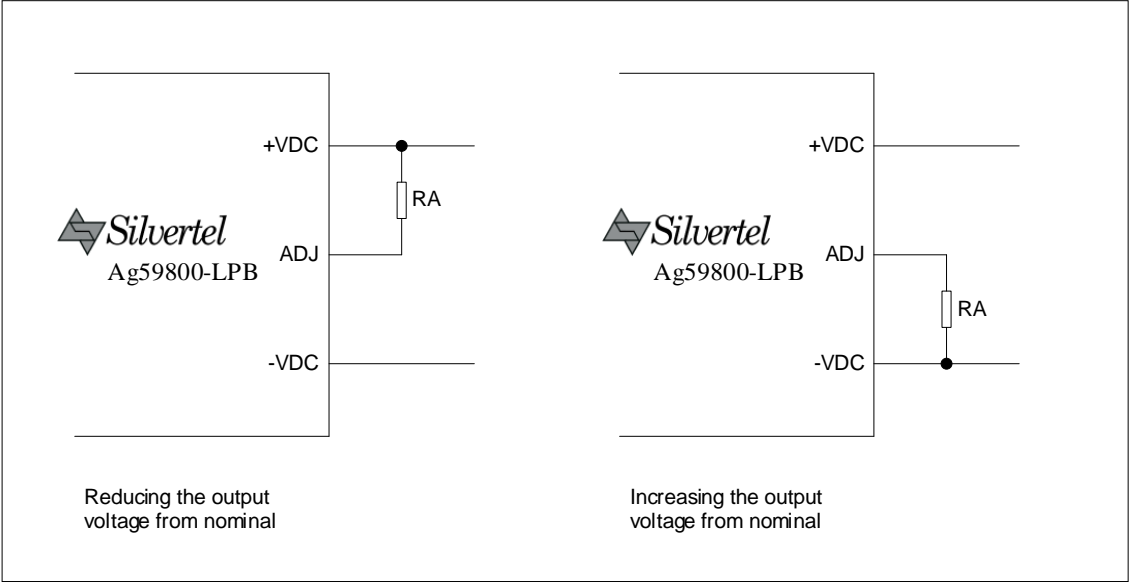 +VDC
RA
Silvertel
ADJ
Ag59800-LPB
-VDC
Reducing the output
voltage from nominal
+VDC
Silvertel
ADJ
Ag59800-LPB
RA
-VDC
Increasing the output
voltage from nominal